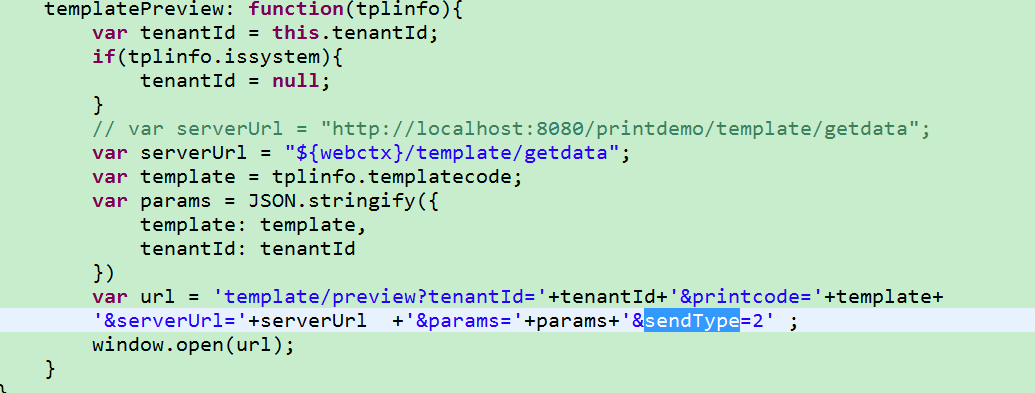 templatePreview: function(tplinfo){
var tenantId = this.tenantId;
if(tplinfo.issystem){
tenantId = null;
}
// var serverUrl = "http://localhost:8080/printdemo/template/getdata";
var serverUrl = "${webctx}/template/getdata";
var template = tplinfo.templatecode;
var params = JSON.stringify({
template: template,
tenantId: tenantId
})
var url = 'template/preview?tenantId='+tenantId+'&printcode='+template+
'&serverUrl='+serverUrl  +'&params='+params+'&sendType=2' ;
window.open(url);
}